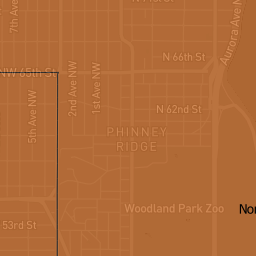 7th Ave
Aurora Ave N
N 66th St
NW 65th St
2nd Ave NW
1st Ave NW
5th Ave NW
N 62nd St
PHINNEY
RIDGE
Woodland Park Zoo
53rd St